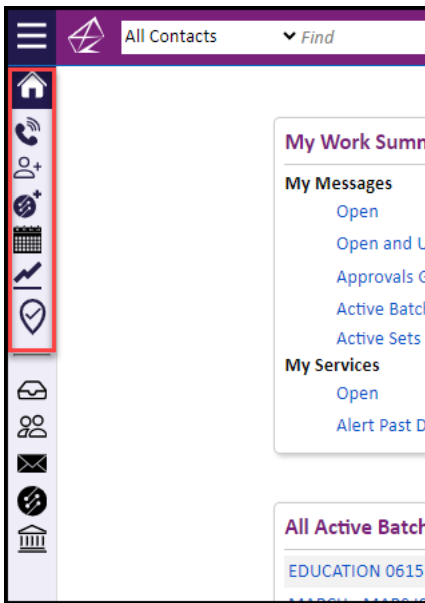 All Contacts
Find
My Work Summ
My Messages
Open
Open and U
Approvals G
Active Batch
Active Sets
My Services
Open
Alert Past D
All Active Batch
EDUCATION 0615